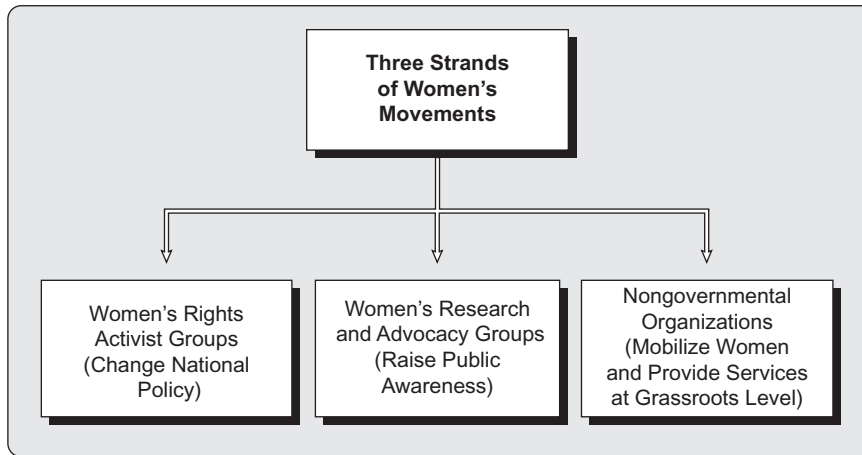 Three Strands
of Women's
Movements
Women's Rights
Activist Groups
(Change National
Policy)
Women's Research
and Advocacy Groups
(Raise Public
Awareness)
Nongovernmental
Organizations
(Mobilize Women
and Provide Services
at Grassroots Level)